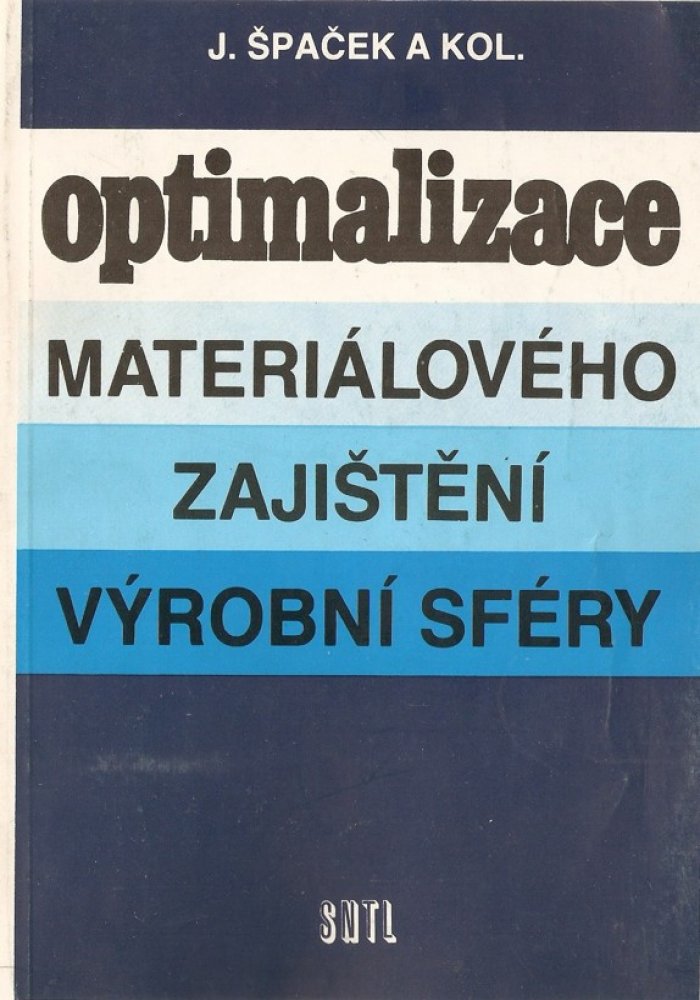 J. ŠPAČEK A KOL.
optimalizace
MATERIÁLOVÉHO
ZAJIŠTĚNÍ
VÝROBNÍ SFÉRY
SNTL